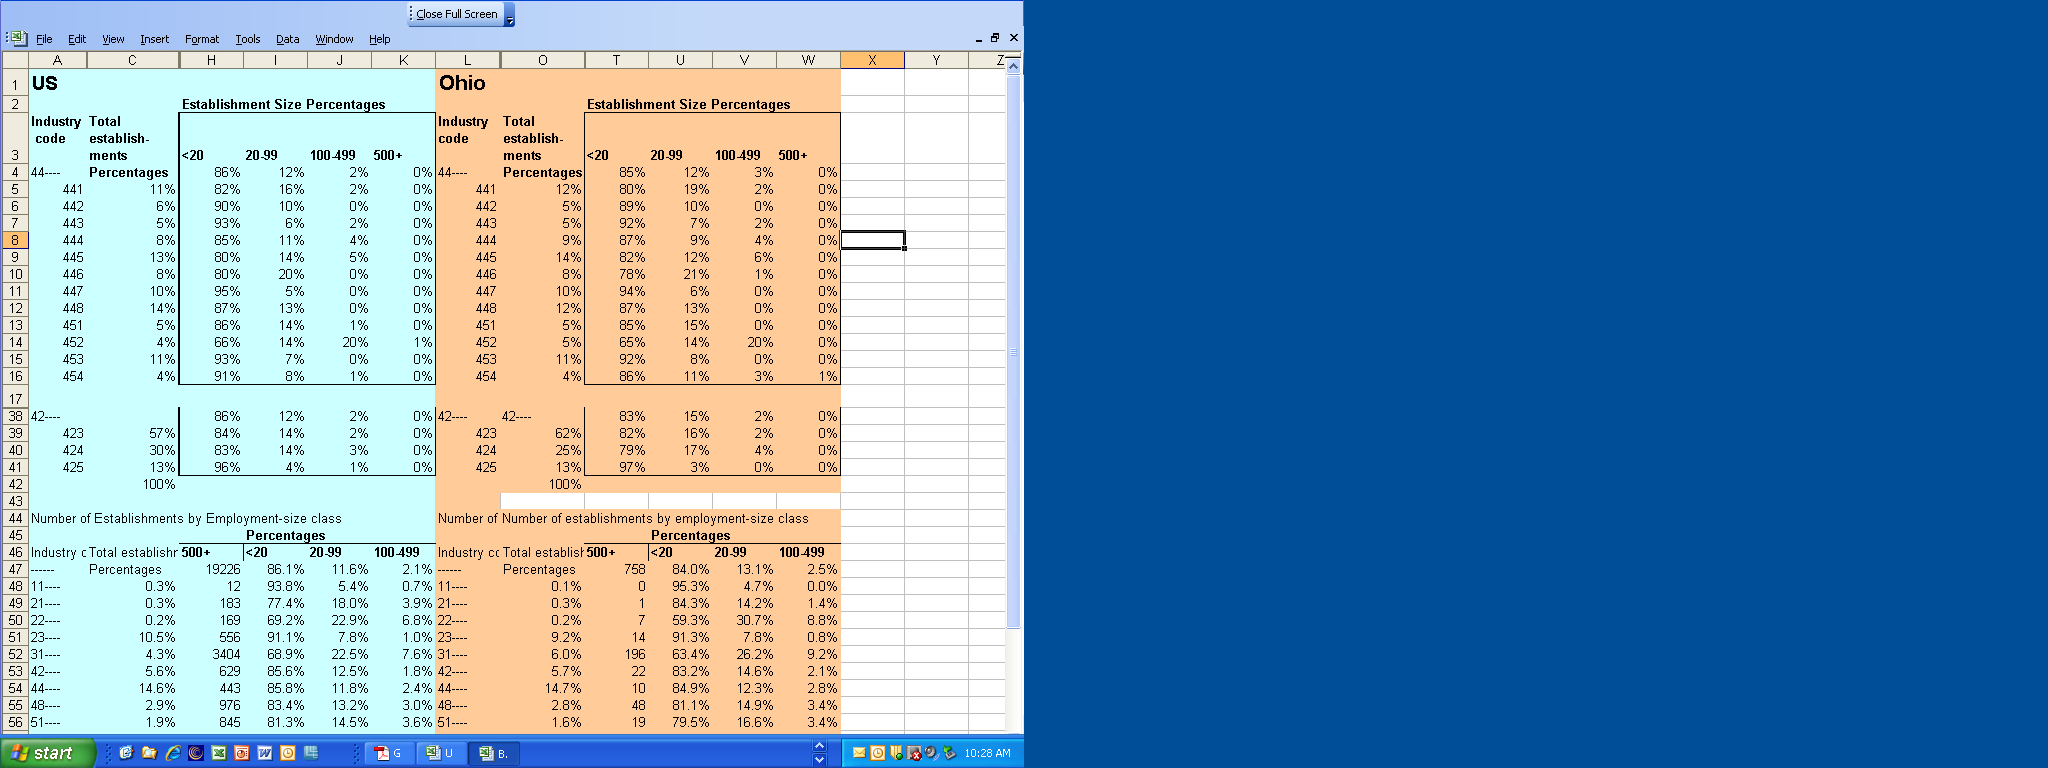 Close Full Screen
File Edit View Insert Format Tools Data Window Help
A C H I J K L O T U V W X Y Z
1 US Ohio
2 Establishment Size Percentages Establishment Size Percentages
Industry Total Industry Total
code establish- code establish-
3 ments <20 20-99 100-499 500+ ments <20 20-99 100-499 500+
4 44---- Percentages 86% 12% 2% 0% 44---- Percentages 85% 12% 3% 0%
5 441 11% 82% 16% 2% 0% 441 12% 80% 19% 2% 0%
6 442 6% 90% 10% 0% 0% 442 5% 89% 10% 0% 0%
7 443 5% 93% 6% 2% 0% 443 5% 92% 7% 2% 0%
8 444 8% 85% 11% 4% 0% 444 9% 87% 9% 4% 0%
9 445 13% 80% 14% 5% 0% 445 14% 82% 12% 6% 0%
10 446 8% 80% 20% 0% 0% 446 8% 78% 21% 1% 0%
11 447 10% 95% 5% 0% 0% 447 10% 94% 6% 0% 0%
12 448 14% 87% 13% 0% 0% 448 12% 87% 13% 0% 0%
13 451 5% 86% 14% 1% 0% 451 5% 85% 15% 0% 0%
14 452 4% 66% 14% 20% 1% 452 5% 65% 14% 20% 0%
15 453 11% 93% 7% 0% 0% 453 11% 92% 8% 0% 0%
16 454 4% 91% 8% 1% 0% 454 4% 86% 11% 3% 1%
17
38 42---- 86% 12% 2% 0% 42---- 42---- 83% 15% 2% 0%
39 423 57% 84% 14% 2% 0% 423 62% 82% 16% 2% 0%
40 424 30% 83% 14% 3% 0% 424 25% 79% 17% 4% 0%
41 425 13% 96% 4% 1% 0% 425 13% 97% 3% 0% 0%
42 100% 100%
43
44 Number of Establishments by Employment-size class Number of Number of establishments by employment-size class
45 Percentages Percentages
46 Industry c Total establishr 500+ <20 20-99 100-499 Industry cc Total establish 500+ <20 20-99 100-499
47 ------ Percentages 19226 86.1% 11.6% 2.1% ------ Percentages 758 84.0% 13.1% 2.5%
48 11---- 0.3% 12 93.8% 5.4% 0.7% 11---- 0.1% 0 95.3% 4.7% 0.0%
49 21---- 0.3% 183 77.4% 18.0% 3.9% 21---- 0.3% 1 84.3% 14.2% 1.4%
50 22---- 0.2% 169 69.2% 22.9% 6.8% 22---- 0.2% 7 59.3% 30.7% 8.8%
51 23---- 10.5% 556 91.1% 7.8% 1.0% 23---- 9.2% 14 91.3% 7.8% 0.8%
52 31---- 4.3% 3404 68.9% 22.5% 7.6% 31---- 6.0% 196 63.4% 26.2% 9.2%
53 42---- 5.6% 629 85.6% 12.5% 1.8% 42---- 5.7% 22 83.2% 14.6% 2.1%
54 44---- 14.6% 443 85.8% 11.8% 2.4% 44---- 14.7% 10 84.9% 12.3% 2.8%
55 48---- 2.9% 976 83.4% 13.2% 3.0% 48---- 2.8% 48 81.1% 14.9% 3.4%
56 51---- 1.9% 845 81.3% 14.5% 3.6% 51---- 1.6% 19 79.5% 16.6% 3.4%
start G U B. 10:28 AM